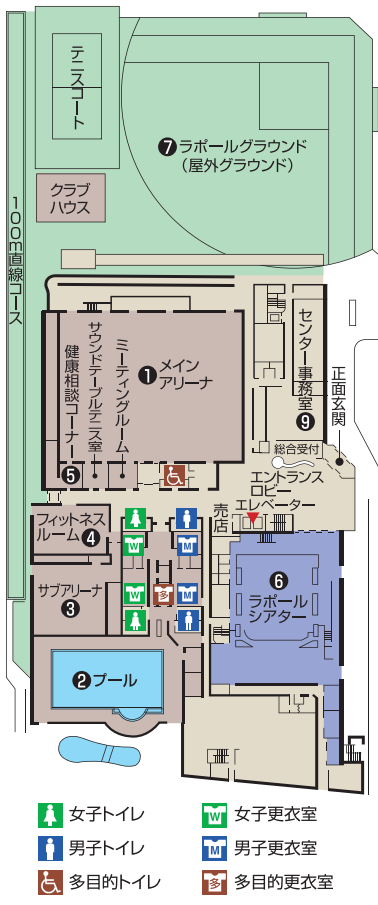 テニスコート
❼ラポールグラウンド
(屋外グラウンド)
クラブ
ハウス
100m直線コース
❶メイン
アリーナ
ミーティングルーム
サウンドテーブルテニス室
健康相談コーナー
❺
センター事務室
❾
正面玄関
総合受付
エントランス
ロビー
エレベーター
売店
フィットネス
ルーム❹
W
M
サブアリーナ
❸
W
多
M
❻
ラポール
シアター
❷プール
女子トイレ
W 女子更衣室
男子トイレ
M 男子更衣室
多目的トイレ
多 多目的更衣室